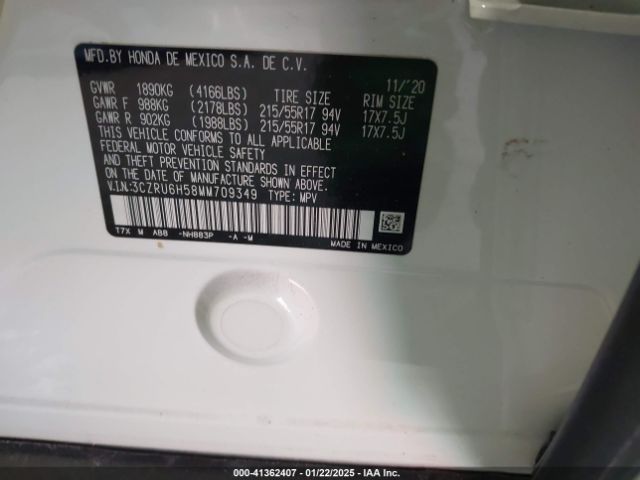 MFD.BY HONDA DE MEXICO S.A. DE C.V.
11/'20
GVWR 1890KG (4166LBS) TIRE SIZE RIM SIZE
GAWR F 988KG (2178LBS) 215/55R17 94V 17X7.5J
GAWR R 902KG (1988LBS) 215/55R17 94V 17X7.5J
THIS VEHICLE CONFORMS TO ALL APPLICABLE
FEDERAL MOTOR VEHICLE SAFETY
AND THEFT PREVENTION STANDARDS IN EFFECT
ON THE DATE OF MANUFACTURE SHOWN ABOVE.
V.I.N:3CZRU6H58MM709349 TYPE: MPV
T7X M ABB -NH883P -A -M
MADE IN MEXICO
000-41362407 - 01/22/2025 - IAA Inc.